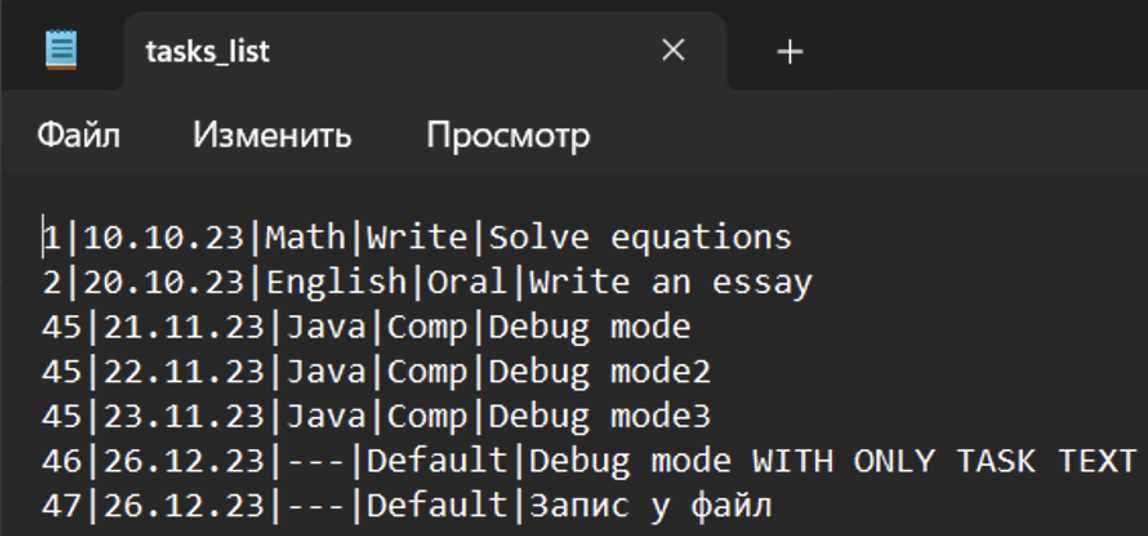 tasks_list
Файл Изменить Просмотр
1|10.10.23|Math|Write|Solve equations
2|20.10.23|English|Oral|Write an essay
45|21.11.23|Java|Comp|Debug mode
45|22.11.23|Java|Comp|Debug mode2
45|23.11.23|Java|Comp|Debug mode3
46|26.12.23|---|Default|Debug mode WITH ONLY TASK TEXT
47|26.12.23|---|Default|Запис у файл